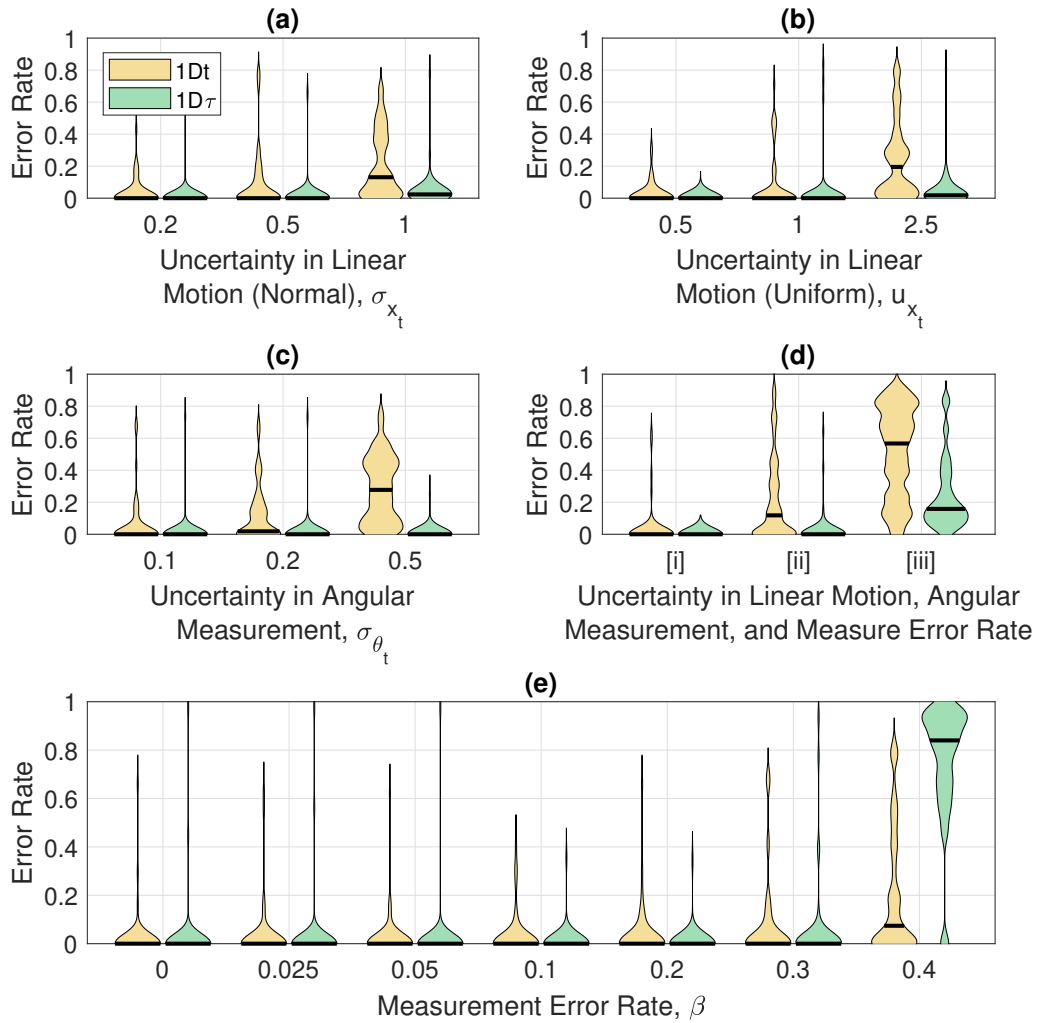 (a)
Error Rate
1
0.8
0.6
0.4
0.2
0
1Dt
1Dτ
0.2 0.5 1
Uncertainty in Linear
Motion (Normal), σ_x_t
(b)
Error Rate
1
0.8
0.6
0.4
0.2
0
0.5 1 2.5
Uncertainty in Linear
Motion (Uniform), u_x_t
(c)
Error Rate
1
0.8
0.6
0.4
0.2
0
0.1 0.2 0.5
Uncertainty in Angular
Measurement, σ_θ_t
(d)
Error Rate
1
0.8
0.6
0.4
0.2
0
[i] [ii] [iii]
Uncertainty in Linear Motion, Angular
Measurement, and Measure Error Rate
(e)
Error Rate
1
0.8
0.6
0.4
0.2
0
0 0.025 0.05 0.1 0.2 0.3 0.4
Measurement Error Rate, β